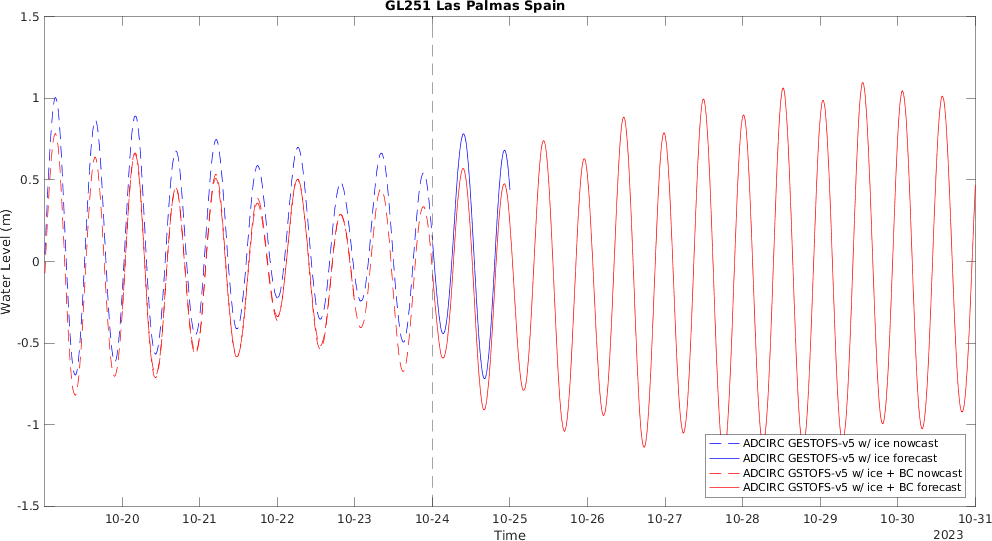 GL251 Las Palmas Spain
1.5
1
0.5
0
-0.5
-1
-1.5
Water Level (m)
10-20 10-21 10-22 10-23 10-24 10-25 10-26 10-27 10-28 10-29 10-30 10-31
Time
2023
ADCIRC GESTOFS-v5 w/ ice nowcast
ADCIRC GESTOFS-v5 w/ ice forecast
ADCIRC GSTOFS-v5 w/ ice + BC nowcast
ADCIRC GSTOFS-v5 w/ ice + BC forecast